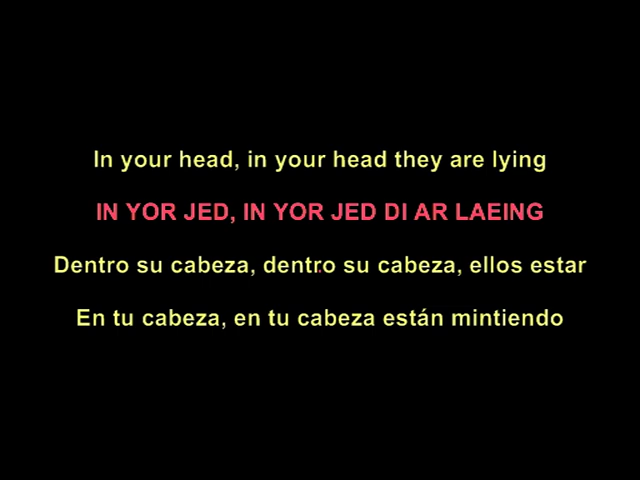 In your head, in your head they are lying
IN YOR JED, IN YOR JED DI AR LAEING
Dentro su cabeza, dentro su cabeza, ellos estar
En tu cabeza, en tu cabeza están mintiendo